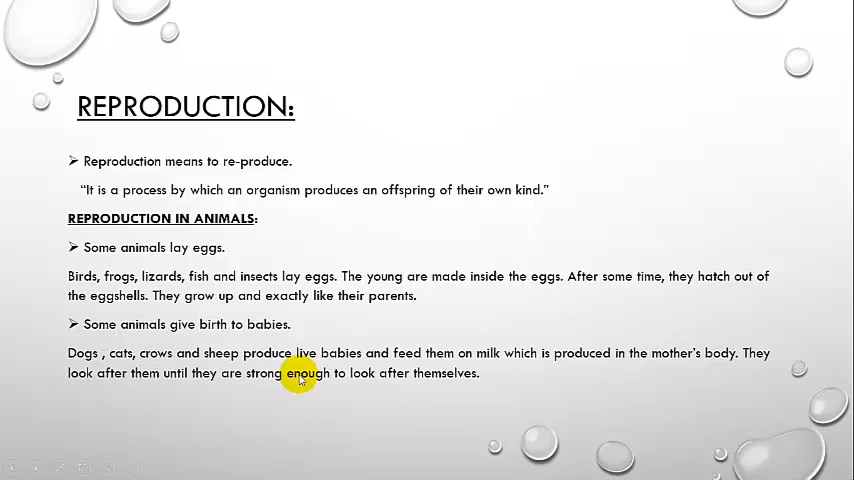 REPRODUCTION:
➢ Reproduction means to re-produce.
“It is a process by which an organism produces an offspring of their own kind.”
REPRODUCTION IN ANIMALS:
➢ Some animals lay eggs.
Birds, frogs, lizards, fish and insects lay eggs. The young are made inside the eggs. After some time, they hatch out of
the eggshells. They grow up and exactly like their parents.
➢ Some animals give birth to babies.
Dogs , cats, crows and sheep produce live babies and feed them on milk which is produced in the mother’s body. They
look after them until they are strong enough to look after themselves.